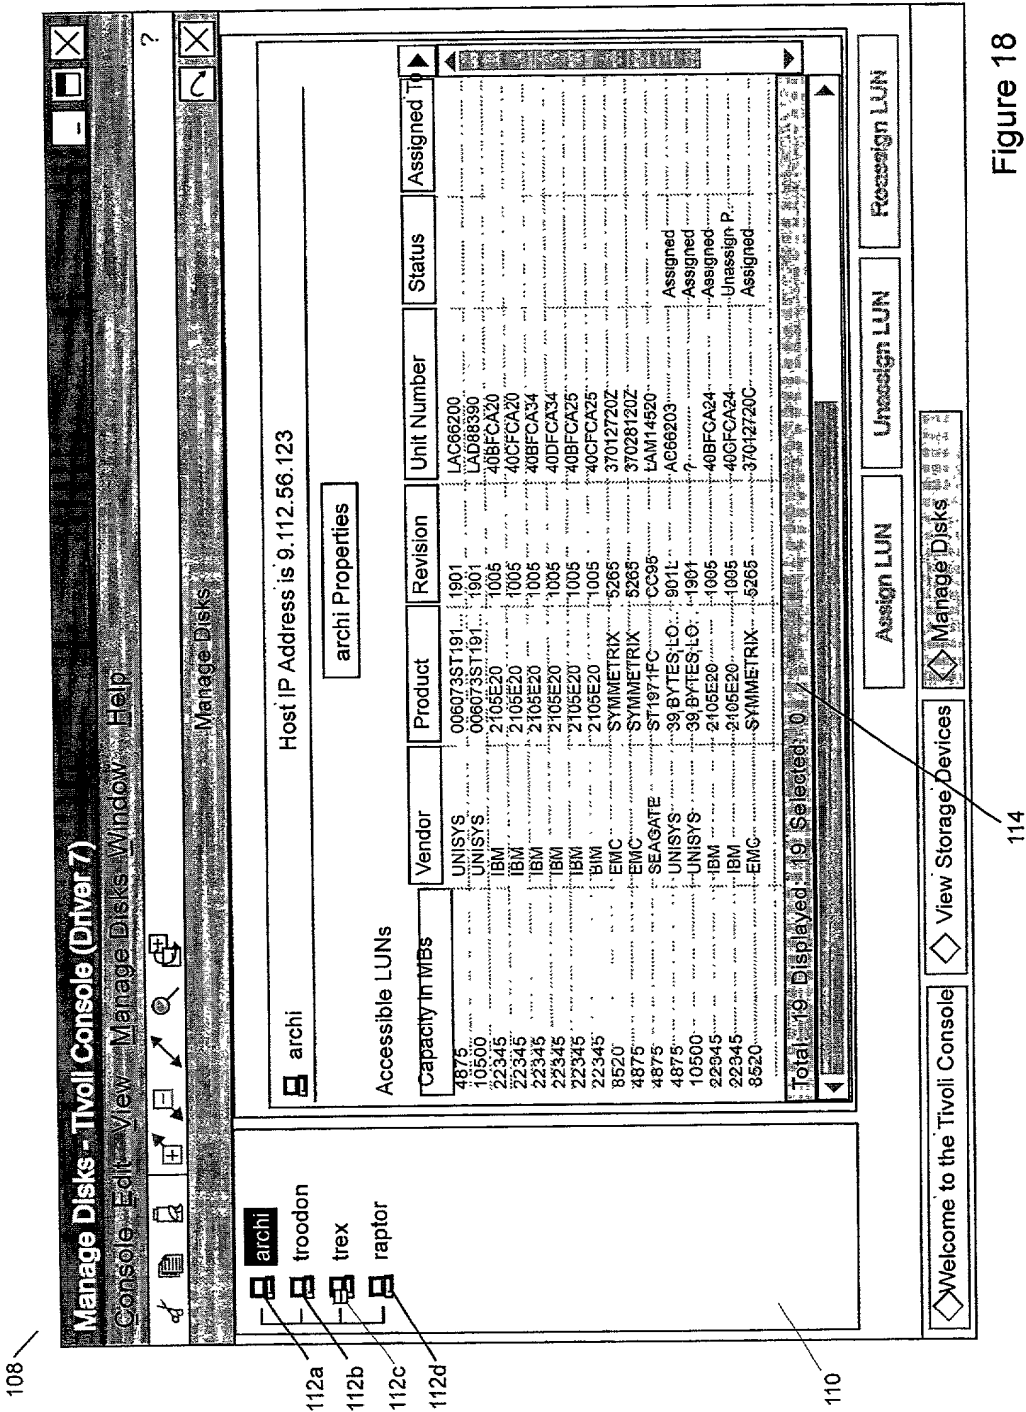 108
Manage Disks - Tivoli Console (Driver 7)
Console Edit View Manage Disks Window Help
?
Manage Disks
archi
troodon
trex
raptor
112a
112b
112c
112d
110
archi
Host IP Address is 9.112.56.123
archi Properties
Accessible LUNs
Capacity in MBs Vendor Product Revision Unit Number Status Assigned To
4875 UNISYS 006073ST191... 1901 LAC66200
10500 UNISYS 006073ST191... 1901 LAD88390
22345 IBM 2105E20 1005 40BFCA20
22345 IBM 2105E20 1005 40CFCA20
22345 IBM 2105E20 1005 40BFCA34
22345 IBM 2105E20 1005 40DFCA34
22345 IBM 2105E20 1005 40BFCA25
22345 BIM 2105E20 1005 40CFCA25
8520 EMC SYMMETRIX 5265 37012720Z
4875 EMC SYMMETRIX 5265 37028120Z
4875 SEAGATE ST1971FC CC95 LAM14520
4875 UNISYS 39 BYTES LO... 901L AC66203 Assigned
10500 UNISYS 39 BYTES LO... 1901 ? Assigned
22345 IBM 2105E20 1005 40BFCA24 Assigned
22345 IBM 2105E20 1005 40CFCA24 Unassign P..
8520 EMC SYMMETRIX 5265 37012720C Assigned
Total: 19 Displayed: 19 Selected: 0
Assign LUN Unassign LUN Reassign LUN
Welcome to the Tivoli Console View Storage Devices Manage Disks
114
Figure 18